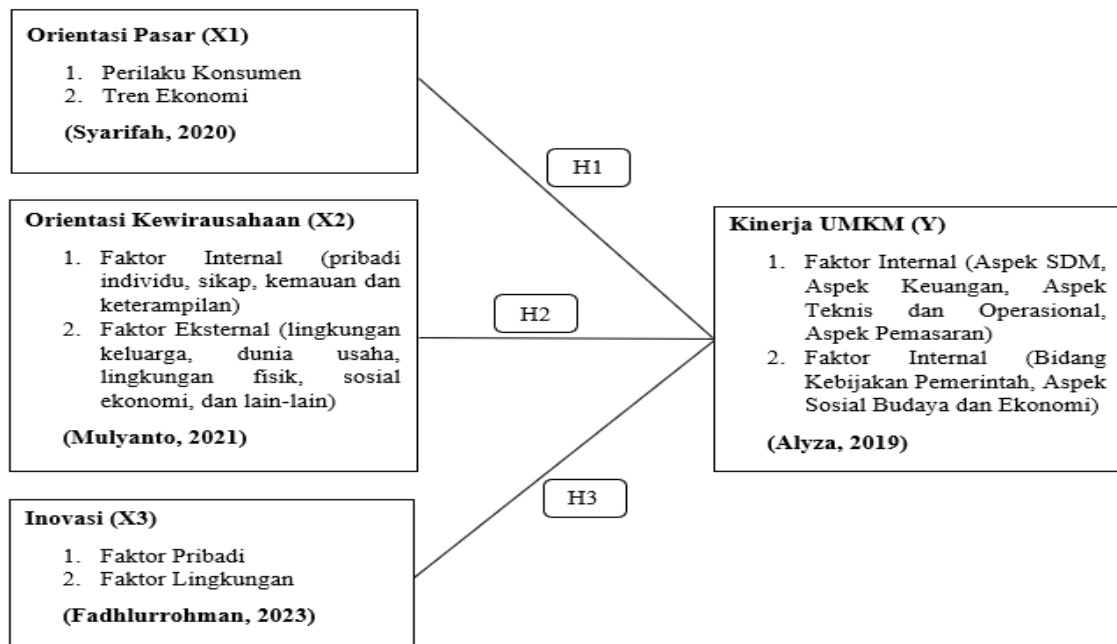 Orientasi Pasar (X1)
1. Perilaku Konsumen
2. Tren Ekonomi
(Syarifah, 2020)
H1
Orientasi Kewirausahaan (X2)
1. Faktor Internal (pribadi
individu, sikap, kemauan dan
keterampilan)
2. Faktor Eksternal (lingkungan
keluarga, dunia usaha,
lingkungan fisik, sosial
ekonomi, dan lain-lain)
(Mulyanto, 2021)
H2
Inovasi (X3)
1. Faktor Pribadi
2. Faktor Lingkungan
(Fadhlurrohman, 2023)
H3
Kinerja UMKM (Y)
1. Faktor Internal (Aspek SDM,
Aspek Keuangan, Aspek
Teknis dan Operasional,
Aspek Pemasaran)
2. Faktor Internal (Bidang
Kebijakan Pemerintah, Aspek
Sosial Budaya dan Ekonomi)
(Alyza, 2019)